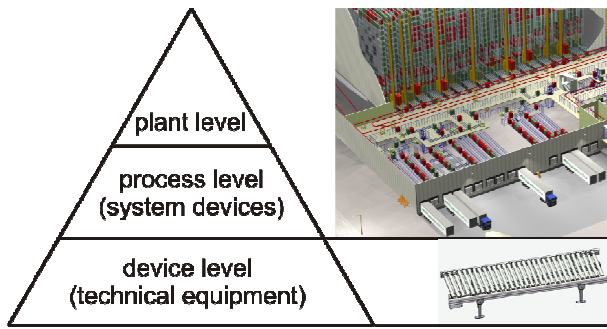 plant level
process level
(system devices)
device level
(technical equipment)